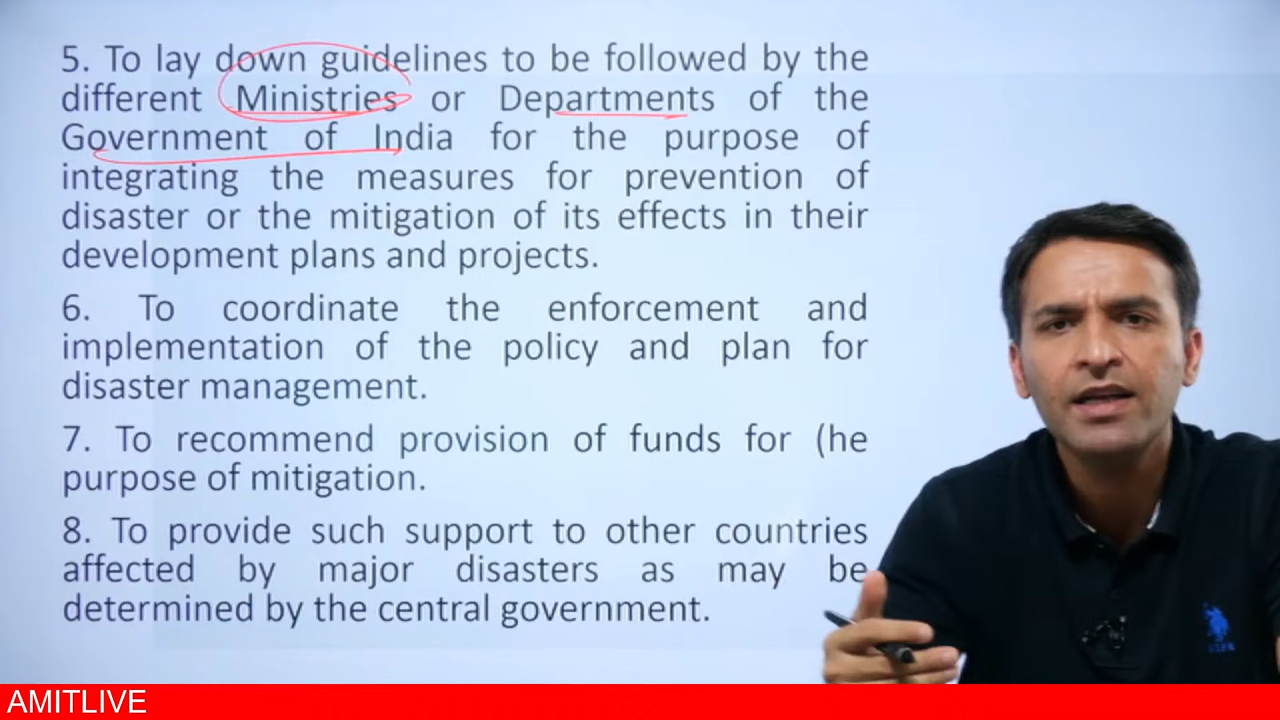 5. To lay down guidelines to be followed by the
different Ministries or Departments of the
Government of India for the purpose of
integrating the measures for prevention of
disaster or the mitigation of its effects in their
development plans and projects.
6. To coordinate the enforcement and
implementation of the policy and plan for
disaster management.
7. To recommend provision of funds for (he
purpose of mitigation.
8. To provide such support to other countries
affected by major disasters as may be
determined by the central government.
AMITLIVE